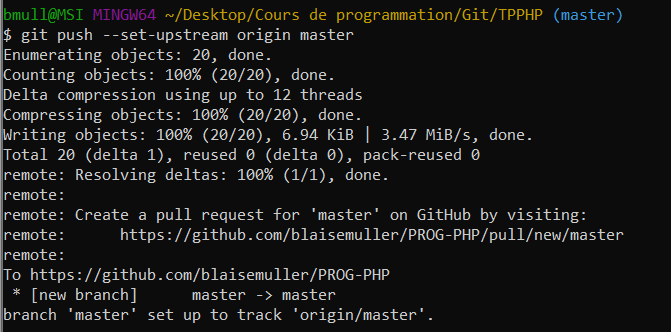 bmull@MSI MINGW64 ~/Desktop/Cours de programmation/Git/TPPHP (master)
$ git push --set-upstream origin master
Enumerating objects: 20, done.
Counting objects: 100% (20/20), done.
Delta compression using up to 12 threads
Compressing objects: 100% (20/20), done.
Writing objects: 100% (20/20), 6.94 KiB | 3.47 MiB/s, done.
Total 20 (delta 1), reused 0 (delta 0), pack-reused 0
remote: Resolving deltas: 100% (1/1), done.
remote:
remote: Create a pull request for 'master' on GitHub by visiting:
remote:      https://github.com/blaisemuller/PROG-PHP/pull/new/master
remote:
To https://github.com/blaisemuller/PROG-PHP
 * [new branch]      master -> master
branch 'master' set up to track 'origin/master'.